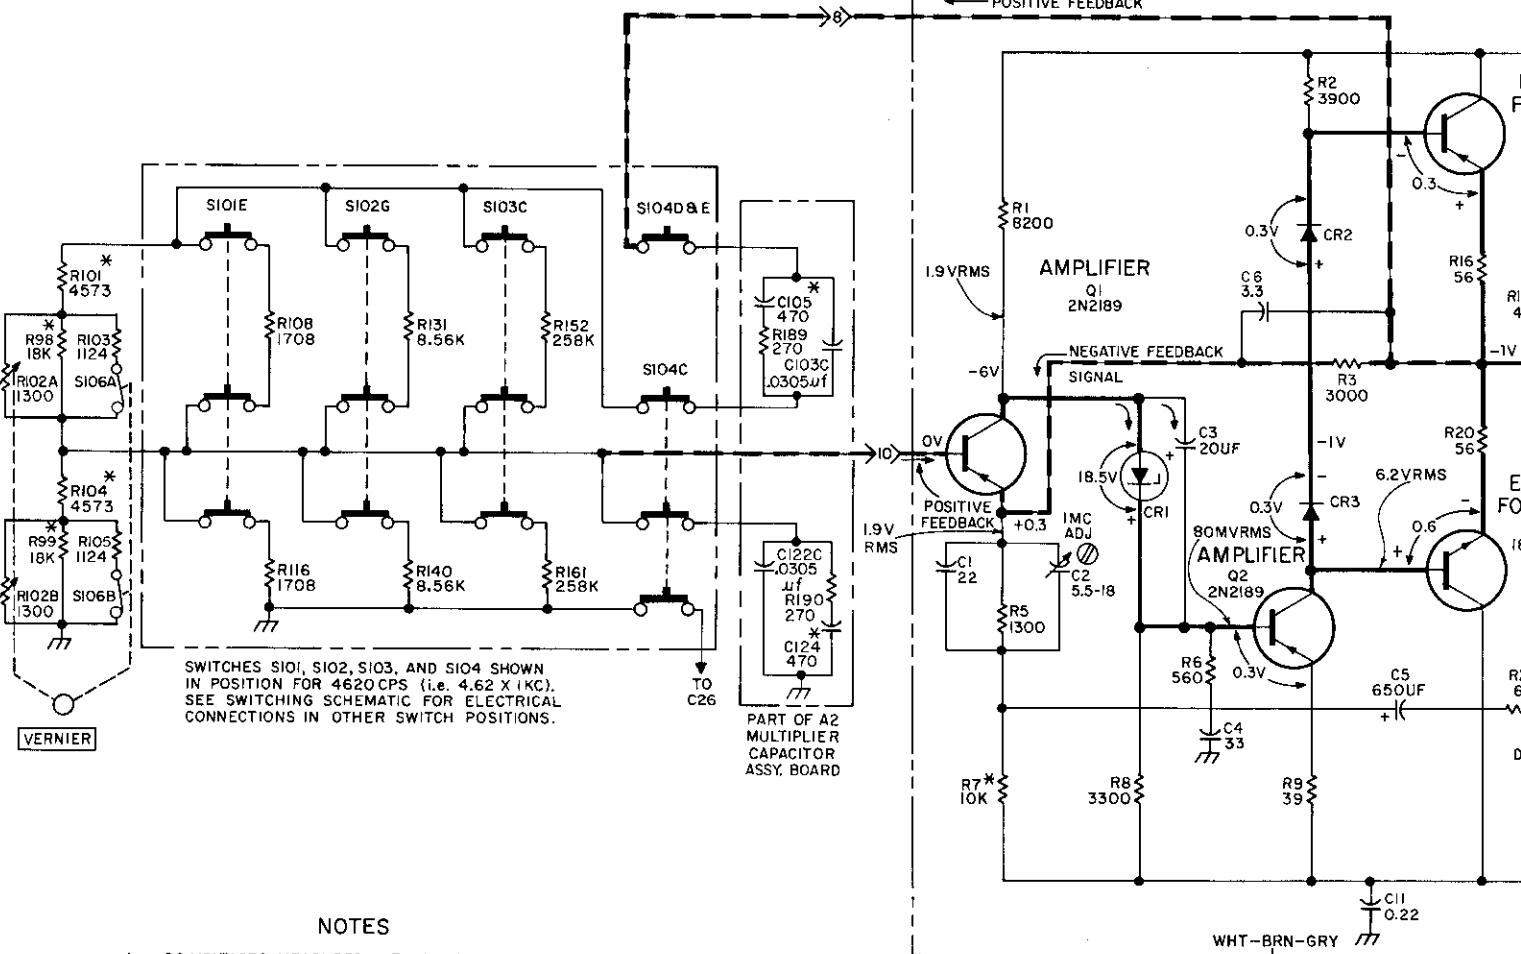 POSITIVE FEEDBACK
8
S101E
S102G
S103C
S104D&E
R101 *
4573
*
R98
18K
R103
1124
R102A
1300
S106A
R108
1708
R131
8.56K
R152
258K
*
C105
470
R189
270
C103C
.0305uf
S104C
R104 *
4573
*
R99
18K
R105
1124
R102B
1300
S106B
R116
1708
R140
8.56K
R161
258K
C122C
.0305
uf
R190
270
*
C124
470
TO
C26
VERNIER
SWITCHES S101, S102, S103, AND S104 SHOWN
IN POSITION FOR 4620CPS (i.e. 4.62 X 1KC).
SEE SWITCHING SCHEMATIC FOR ELECTRICAL
CONNECTIONS IN OTHER SWITCH POSITIONS.
PART OF A2
MULTIPLIER
CAPACITOR
ASSY. BOARD
NOTES
R1
8200
R2
3900
1.9VRMS
AMPLIFIER
Q1
2N2189
0.3V
CR2
+
-
0.3
+
C6
3.3
R16
56
NEGATIVE FEEDBACK
SIGNAL
-6V
R3
3000
-1V
10
0V
POSITIVE
FEEDBACK
+0.3
1.9V
RMS
18.5V
+
CR1
+
C3
20UF
-1V
-
0.3V
CR3
+
R20
56
6.2VRMS
-
0.6
+
1MC
ADJ
C1
22
C2
5.5-18
R5
1300
80MVRMS
AMPLIFIER
Q2
2N2189
0.3V
R6
560
C4
33
C5
650UF
+
R7*
10K
R8
3300
R9
39
C11
0.22
WHT-BRN-GRY